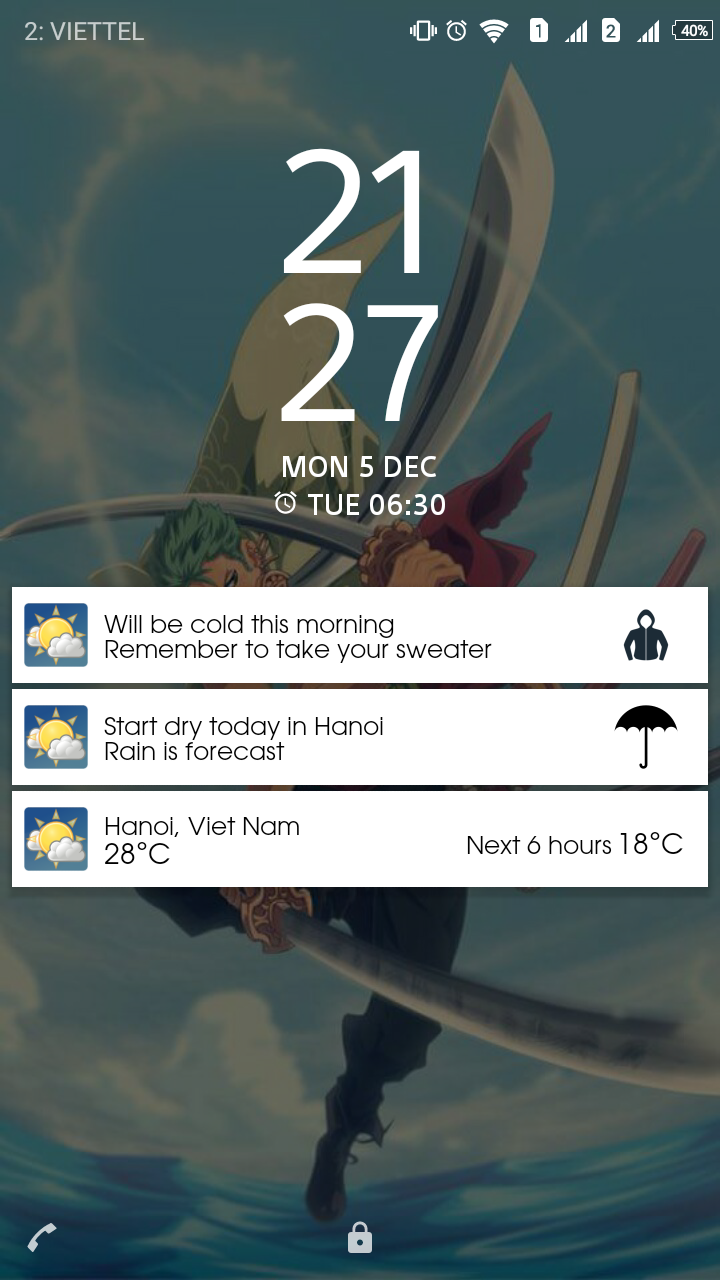 2: VIETTEL
1
2
40%
21
27
MON 5 DEC
TUE 06:30
Will be cold this morning
Remember to take your sweater
Start dry today in Hanoi
Rain is forecast
Hanoi, Viet Nam
28°C
Next 6 hours 18°C